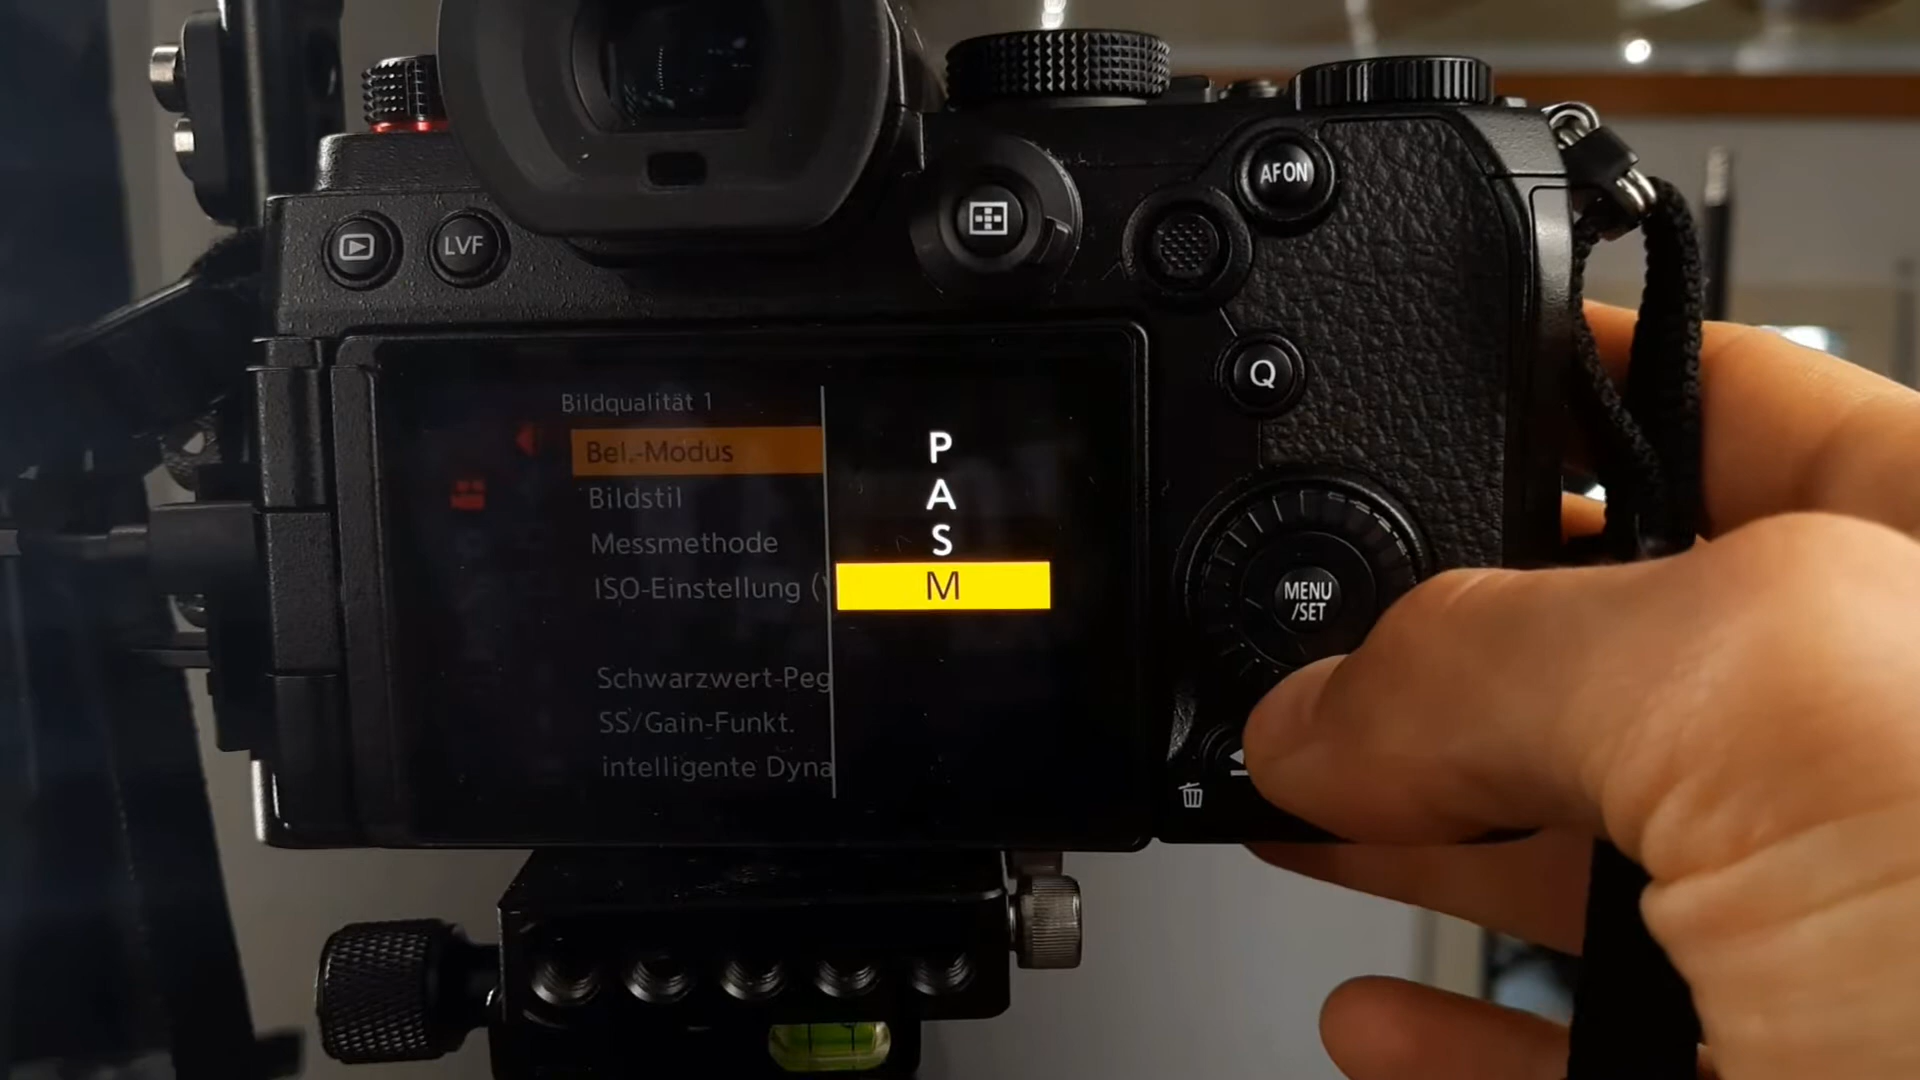 AF ON
LVF
Q
Bildqualität 1
Bel.-Modus
Bildstil
Messmethode
ISO-Einstellung (
Schwarzwert-Peg
SS/Gain-Funkt.
intelligente Dyna
P
A
S
M
MENU
/SET